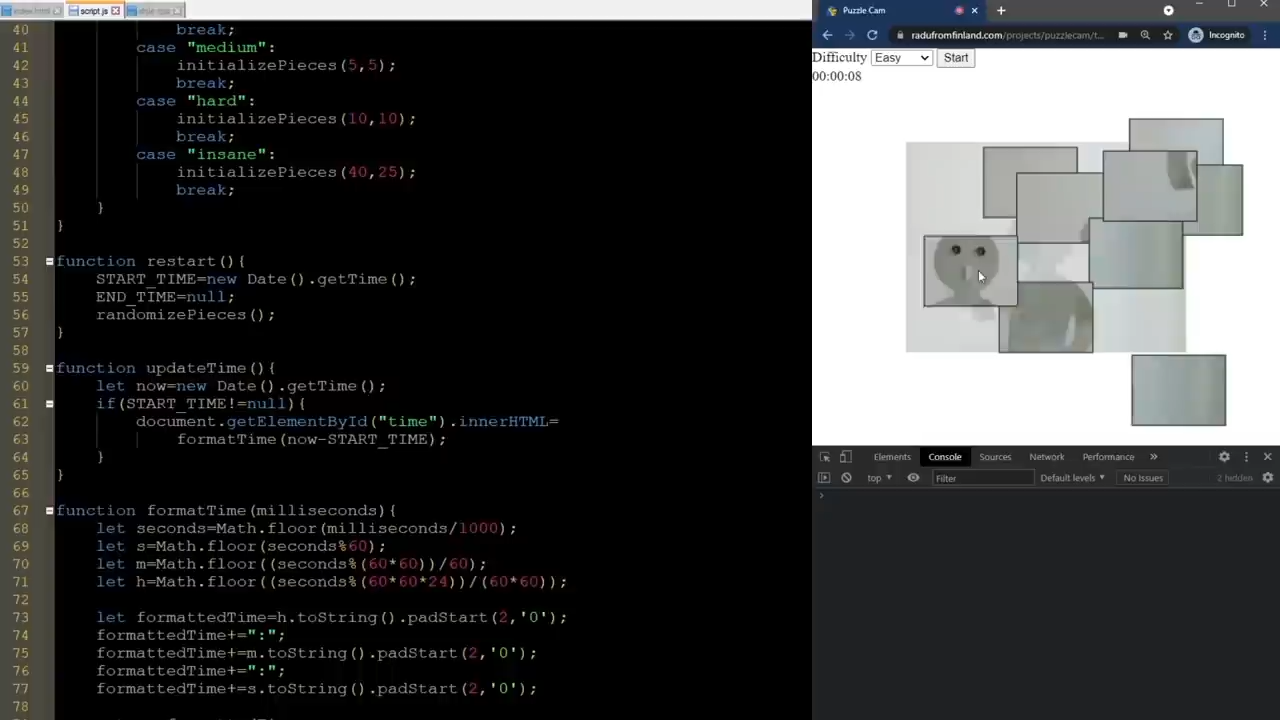 index.html
script.js
style.css
40 break;
41 case "medium":
42 initializePieces(5,5);
43 break;
44 case "hard":
45 initializePieces(10,10);
46 break;
47 case "insane":
48 initializePieces(40,25);
49 break;
50 }
51 }
52
53 function restart(){
54 START_TIME=new Date().getTime();
55 END_TIME=null;
56 randomizePieces();
57 }
58
59 function updateTime(){
60 let now=new Date().getTime();
61 if(START_TIME!=null){
62 document.getElementById("time").innerHTML=
63 formatTime(now-START_TIME);
64 }
65 }
66
67 function formatTime(milliseconds){
68 let seconds=Math.floor(milliseconds/1000);
69 let s=Math.floor(seconds%60);
70 let m=Math.floor((seconds%(60*60))/60);
71 let h=Math.floor((seconds%(60*60*24))/(60*60));
72
73 let formattedTime=h.toString().padStart(2,'0');
74 formattedTime+=":";
75 formattedTime+=m.toString().padStart(2,'0');
76 formattedTime+=":";
77 formattedTime+=s.toString().padStart(2,'0');
78
Puzzle Cam
radufromfinland.com/projects/puzzlecam/t...
Incognito
Difficulty Easy Start
00:00:08
Elements Console Sources Network Performance »
top Filter Default levels No Issues 2 hidden